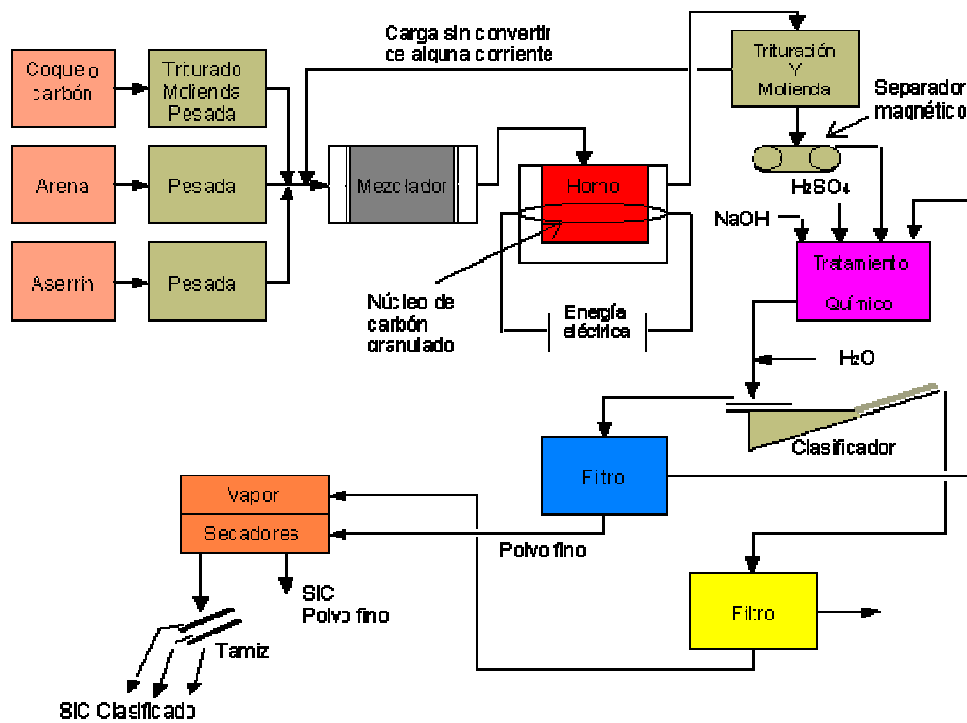 Carga sin convertir
de alguna corriente
Coque o
carbón
Triturado
Molienda
Pesada
Trituración
Y
Molienda
Separador
magnético
Arena
Pesada
Mezclador
Horno
H2SO4
NaOH
Aserrin
Pesada
Tratamiento
Químico
Núcleo de
carbón
granulado
Energía
eléctrica
H2O
Clasificador
Filtro
Vapor
Secadores
Polvo fino
SIC
Polvo fino
Filtro
Tamiz
SIC Clasificado